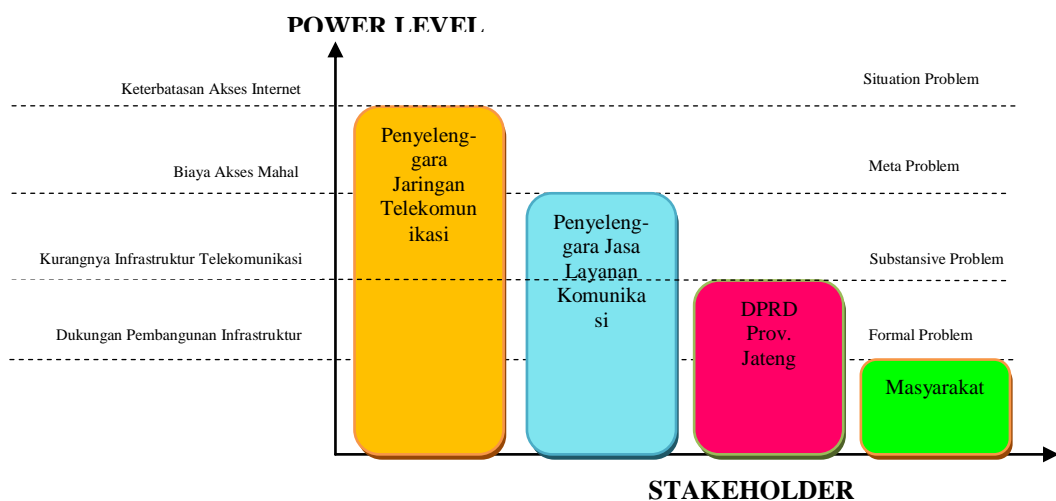 POWER LEVEL
Keterbatasan Akses Internet
Situation Problem
Penyeleng-
gara
Jaringan
Telekomun
ikasi
Biaya Akses Mahal
Meta Problem
Penyeleng-
gara Jasa
Layanan
Komunika
si
Kurangnya Infrastruktur Telekomunikasi
Substansive Problem
DPRD
Prov.
Jateng
Dukungan Pembangunan Infrastruktur
Formal Problem
Masyarakat
STAKEHOLDER